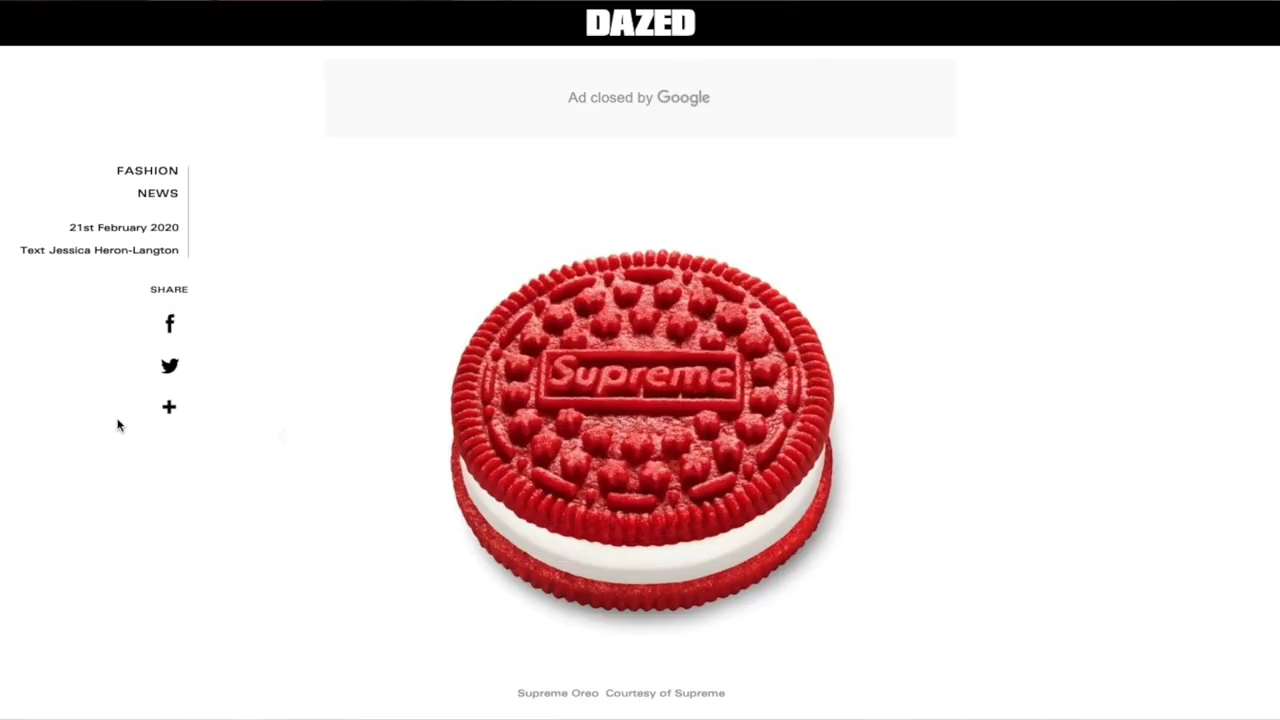 DAZED
Ad closed by Google
FASHION
NEWS
21st February 2020
Text Jessica Heron-Langton
SHARE
Supreme
Supreme Oreo Courtesy of Supreme